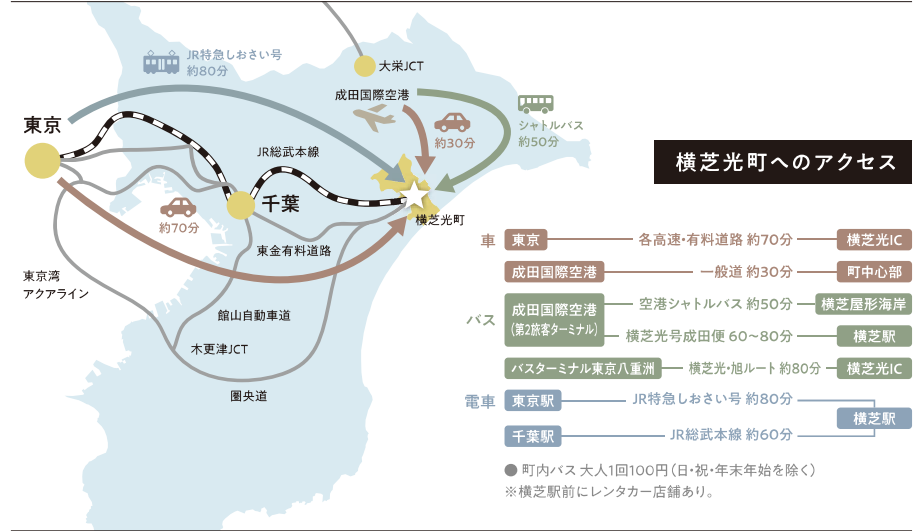 JR特急しおさい号
約80分
大栄JCT
成田国際空港
シャトルバス
約50分
約30分
東京
JR総武本線
千葉
横芝光町
約70分
東金有料道路
東京湾
アクアライン
館山自動車道
木更津JCT
圏央道
横芝光町へのアクセス
車 東京 各高速・有料道路 約70分 横芝光IC
成田国際空港 一般道 約30分 町中心部
バス 成田国際空港 (第2旅客ターミナル) 空港シャトルバス 約50分 横芝屋形海岸
横芝光号成田便 60〜80分 横芝駅
バスターミナル東京八重洲 横芝光・旭ルート 約80分 横芝光IC
電車 東京駅 JR特急しおさい号 約80分 横芝駅
千葉駅 JR総武本線 約60分
● 町内バス 大人1回100円（日・祝・年末年始を除く）
※横芝駅前にレンタカー店舗あり。